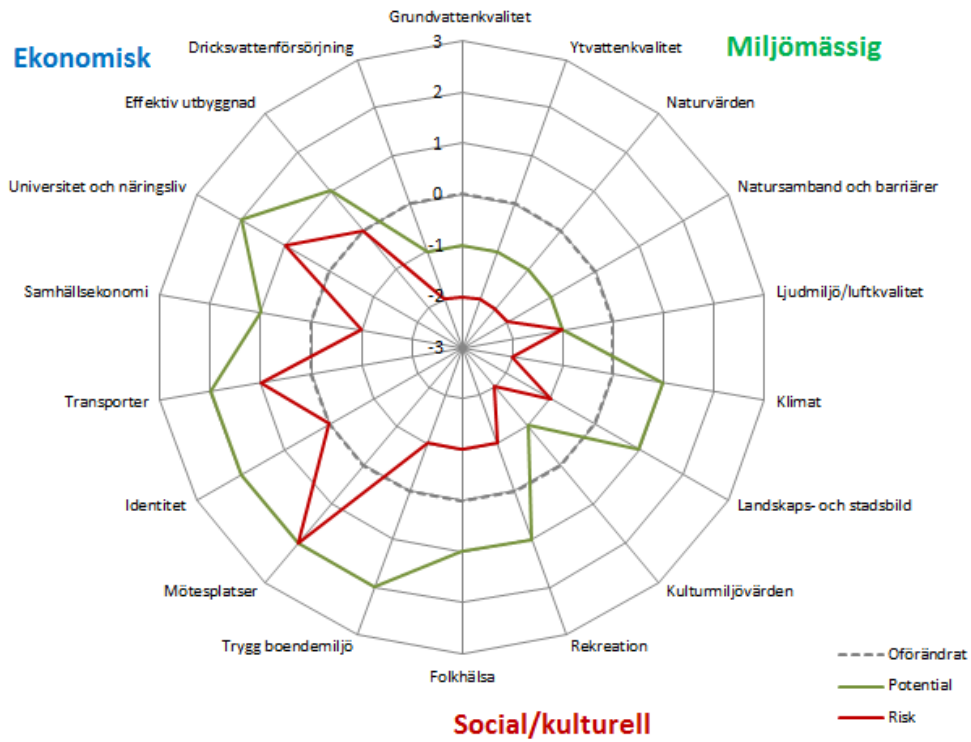 Grundvattenkvalitet
Dricksvattenförsörjning
Ytvattenkvalitet
Ekonomisk
Miljömässig
Effektiv utbyggnad
Naturvärden
Universitet och näringsliv
Natursamband och barriärer
Samhällsekonomi
Ljudmiljö/luftkvalitet
Transporter
Klimat
Identitet
Landskaps- och stadsbild
Mötesplatser
Kulturmiljövärden
Trygg boendemiljö
Rekreation
Folkhälsa
3
2
1
0
-1
-2
-3
Oförändrat
Potential
Risk
Social/kulturell